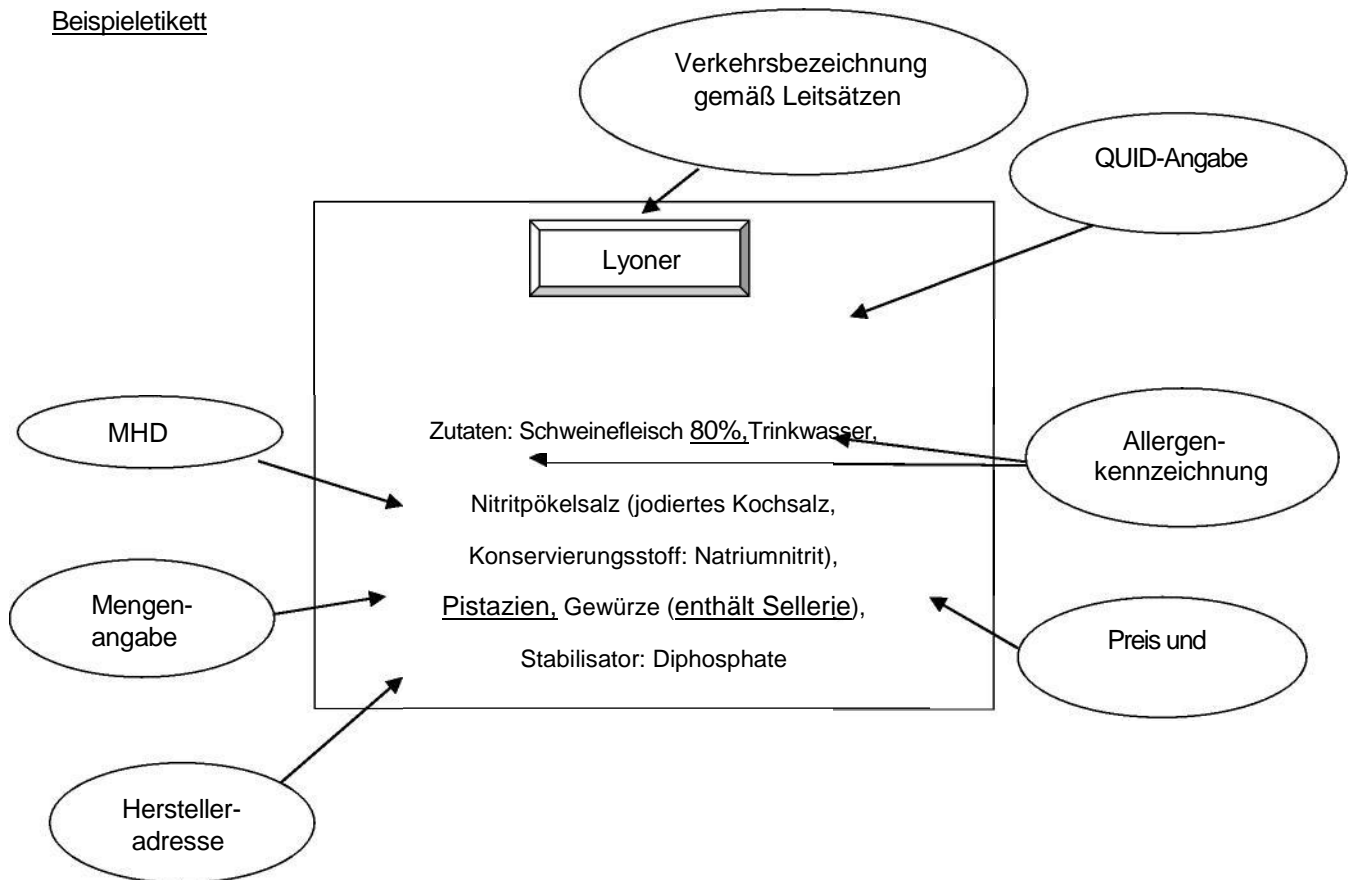 Beispieletikett
Verkehrsbezeichnung
gemäß Leitsätzen
QUID-Angabe
Lyoner
MHD
Zutaten: Schweinefleisch 80%,Trinkwasser,
Allergen-
kennzeichnung
Nitritpökelsalz (jodiertes Kochsalz,
Konservierungsstoff: Natriumnitrit),
Mengen-
angabe
Pistazien, Gewürze (enthält Sellerie),
Preis und
Stabilisator: Diphosphate
Hersteller-
adresse